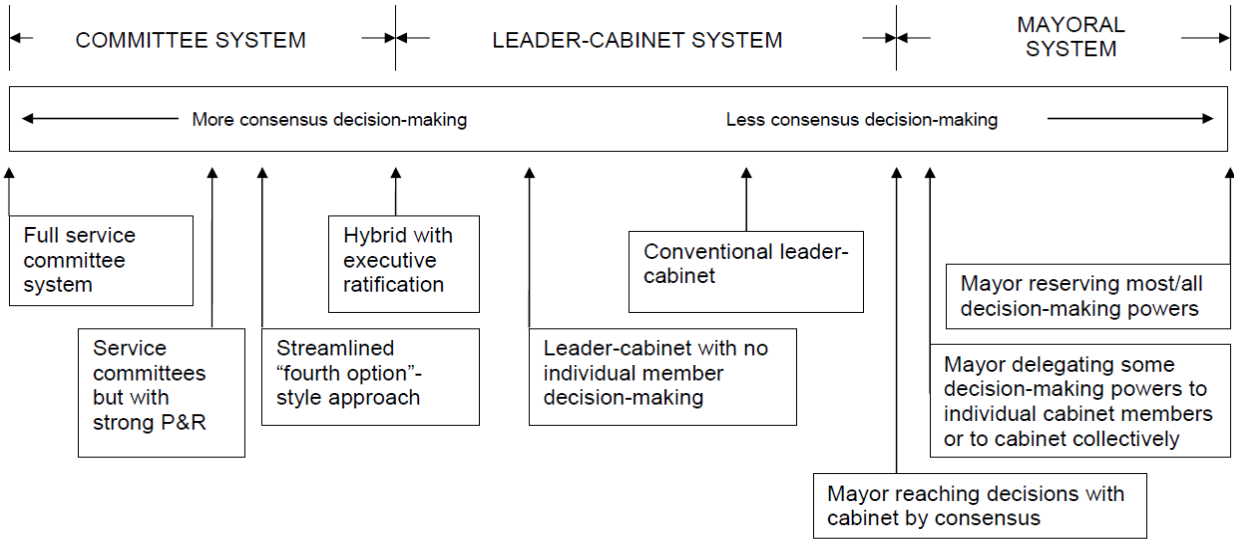 COMMITTEE SYSTEM
LEADER-CABINET SYSTEM
MAYORAL
SYSTEM
More consensus decision-making
Less consensus decision-making
Full service
committee
system
Service
committees
but with
strong P&R
Streamlined
“fourth option”-
style approach
Hybrid with
executive
ratification
Leader-cabinet with no
individual member
decision-making
Conventional leader-
cabinet
Mayor reaching decisions with
cabinet by consensus
Mayor delegating some
decision-making powers to
individual cabinet members
or to cabinet collectively
Mayor reserving most/all
decision-making powers